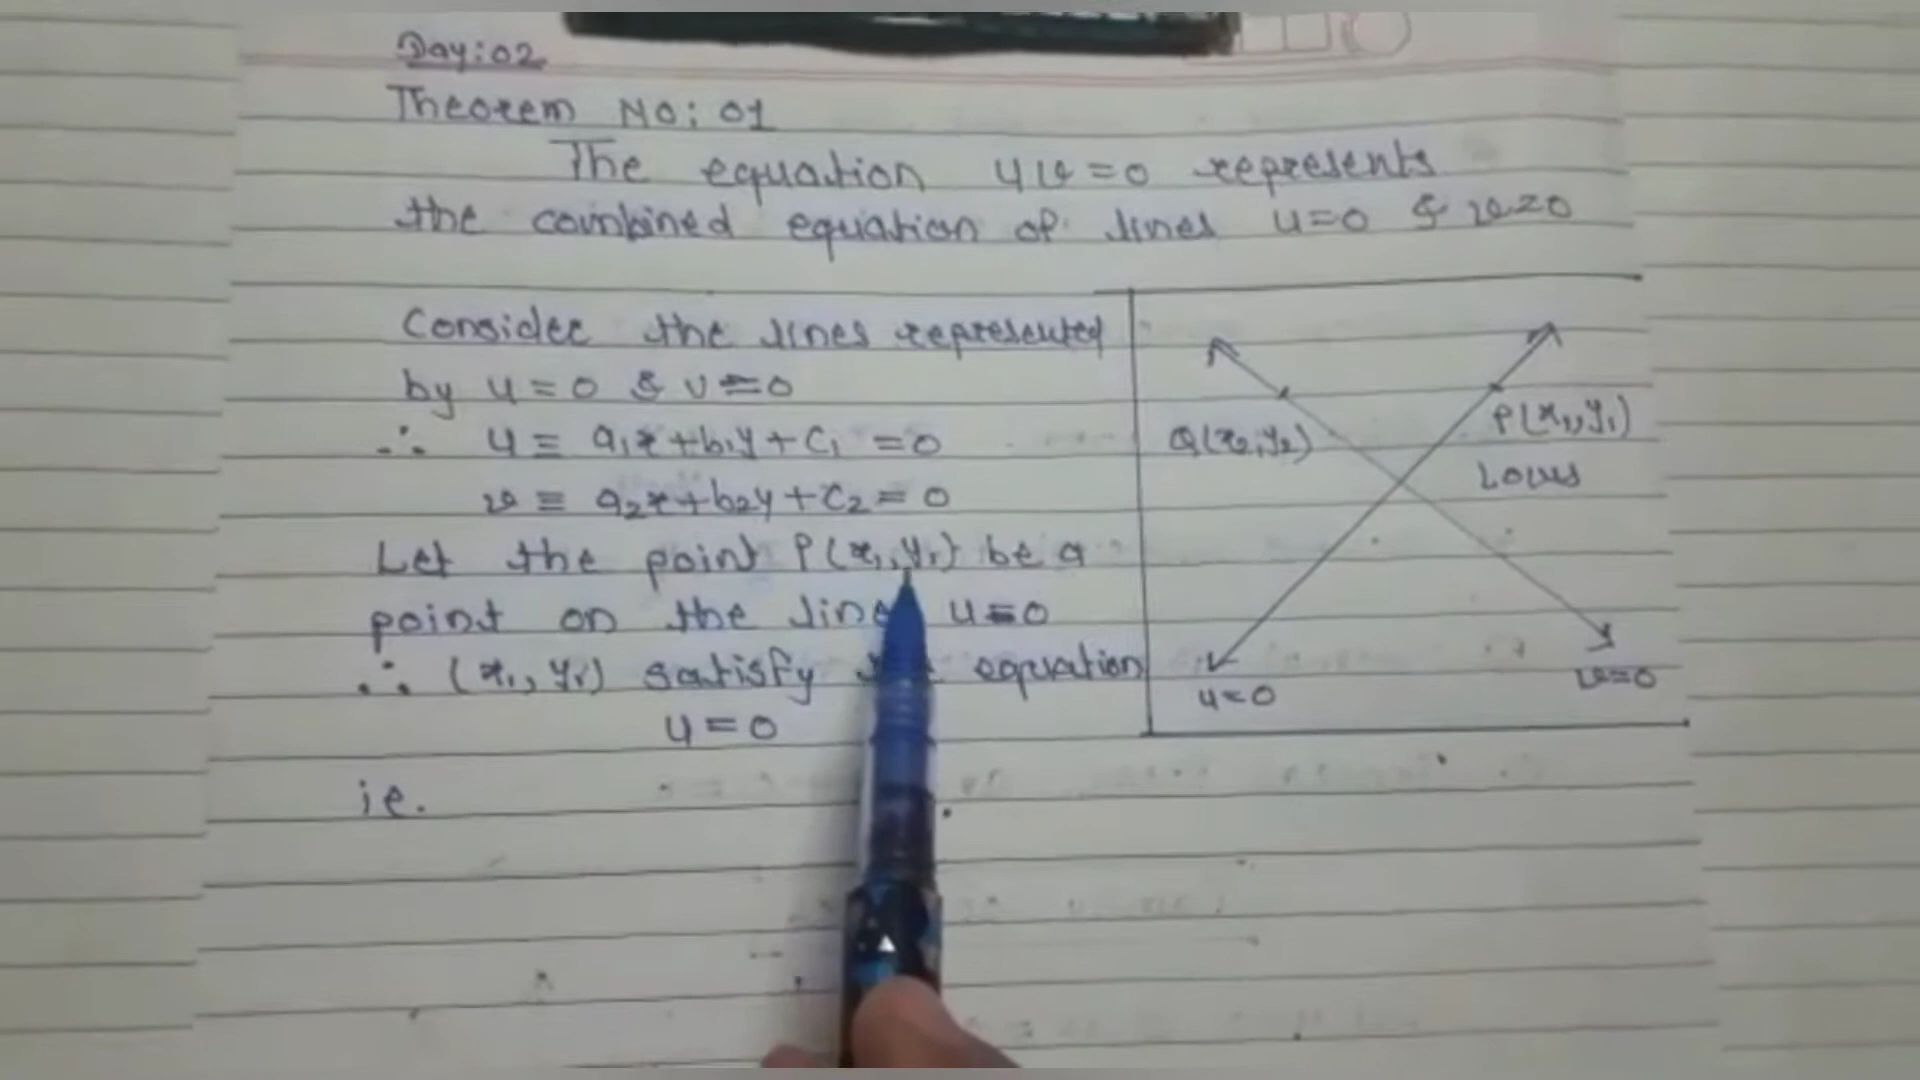 Day: 02
Theorem No: 01
The equation uv = 0 represents
the combined equation of lines u=0 & v=0
Consider the lines represented
by u = 0 & v = 0
∴ u ≡ a₁x+b₁y+c₁ = 0
v ≡ a₂x+b₂y+c₂ = 0
Let the point P(x₁,y₁) be a
point on the line u=0
∴ (x₁, y₁) satisfy equation
u = 0
ie.
Q(x₂,y₂)
P(x₁,y₁)
Locus
u=0
v=0